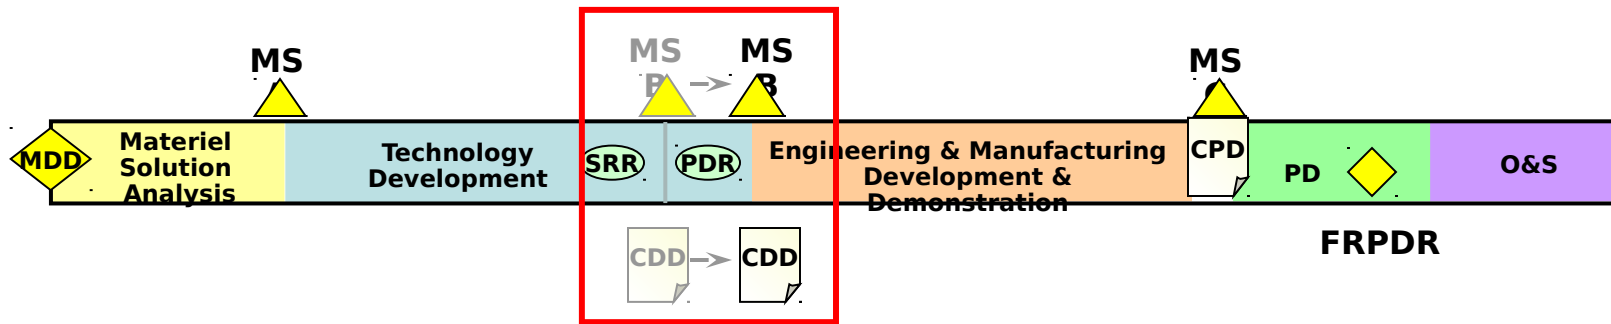 MS
MS
B
MS
B
MS
MDD
Materiel
Solution
Analysis
Technology
Development
SRR
PDR
Engineering & Manufacturing
Development &
Demonstration
CPD
PD
O&S
FRPDR
CDD
CDD